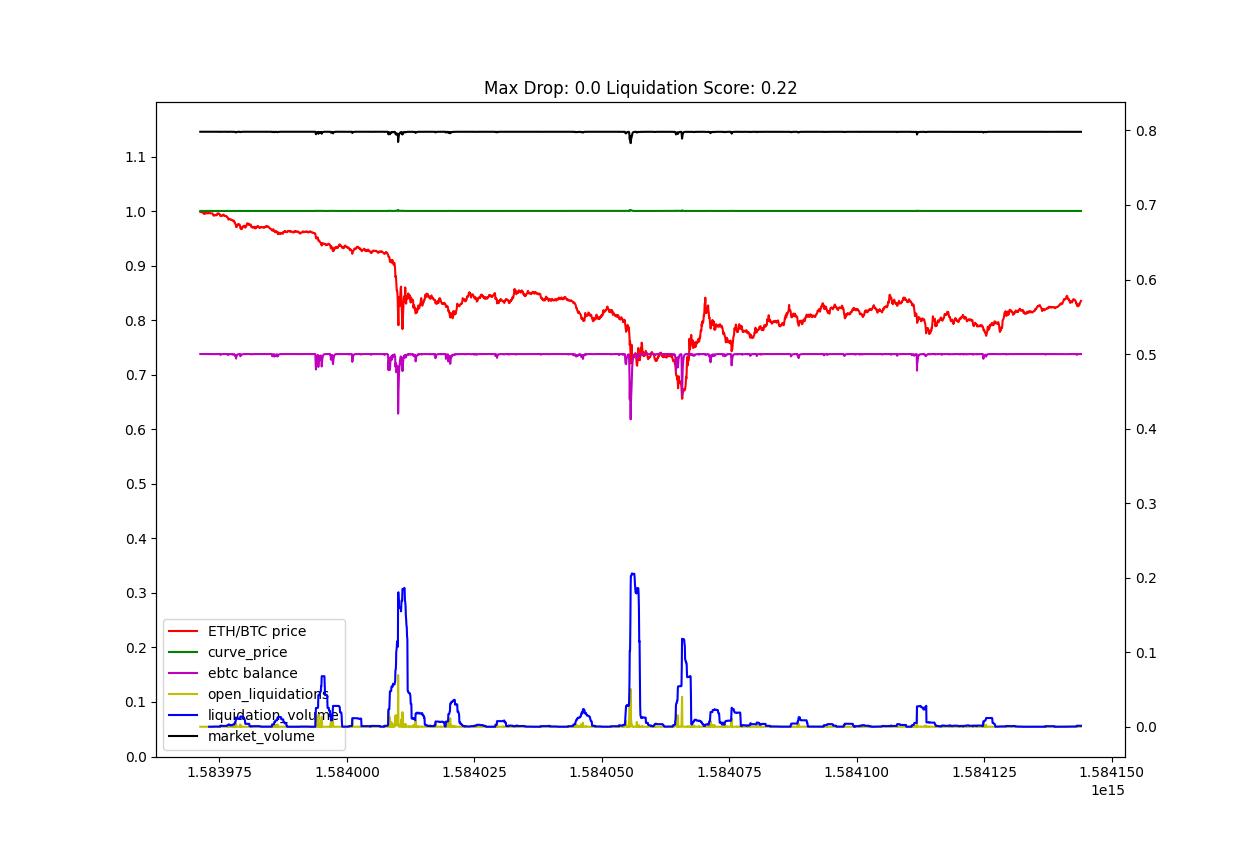 Max Drop: 0.0 Liquidation Score: 0.22
1.1
1.0
0.9
0.8
0.7
0.6
0.5
0.4
0.3
0.2
0.1
0.0
0.8
0.7
0.6
0.5
0.4
0.3
0.2
0.1
0.0
ETH/BTC price
curve_price
ebtc balance
open_liquidations
liquidation_volume
market_volume
1.583975 1.584000 1.584025 1.584050 1.584075 1.584100 1.584125 1.584150
1e15